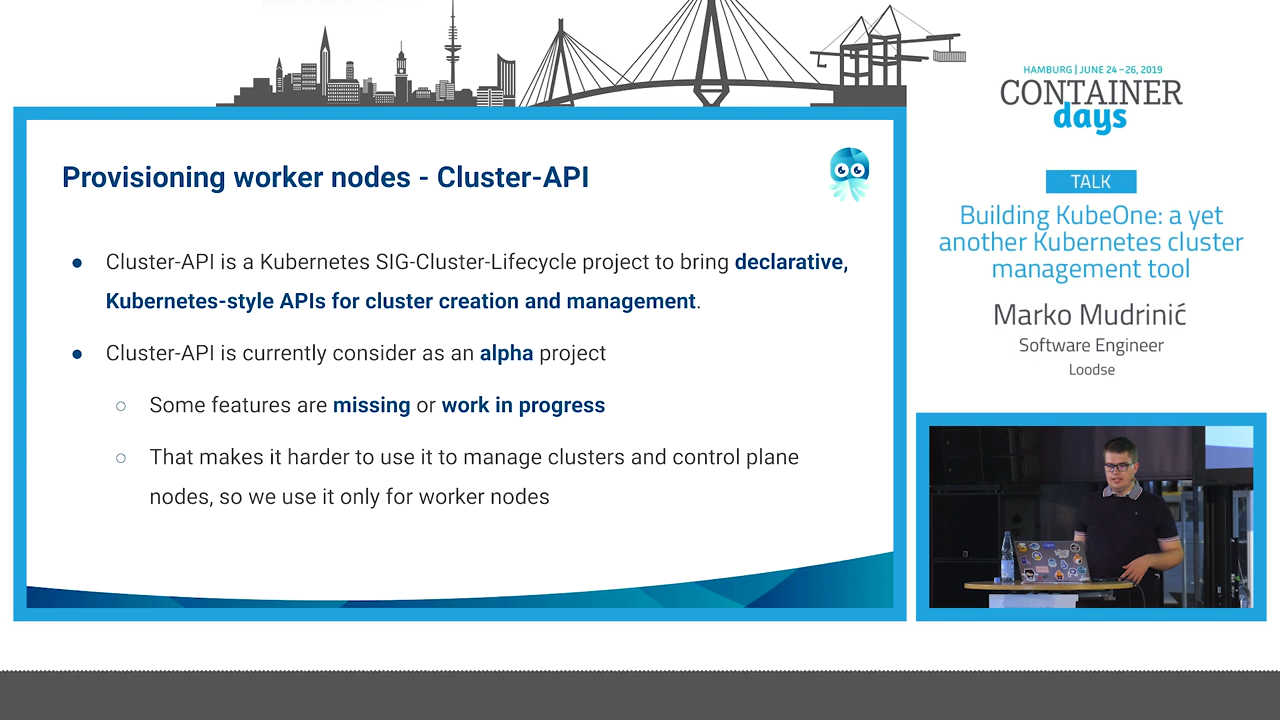 HAMBURG | JUNE 24 – 26, 2019
CONTAINER
days
Provisioning worker nodes - Cluster-API
● Cluster-API is a Kubernetes SIG-Cluster-Lifecycle project to bring declarative,
Kubernetes-style APIs for cluster creation and management.
● Cluster-API is currently consider as an alpha project
○ Some features are missing or work in progress
○ That makes it harder to use it to manage clusters and control plane
nodes, so we use it only for worker nodes
TALK
Building KubeOne: a yet
another Kubernetes cluster
management tool
Marko Mudrinić
Software Engineer
Loodse